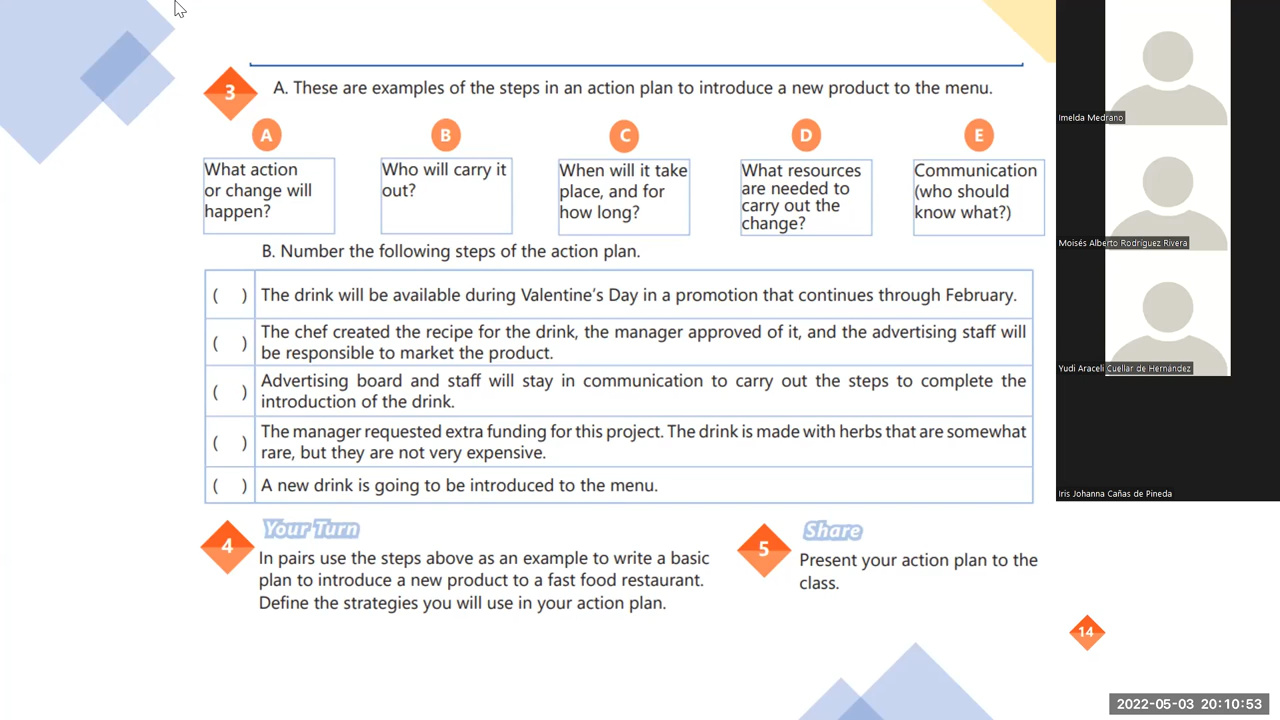 3
A. These are examples of the steps in an action plan to introduce a new product to the menu.
A
B
C
D
E
What action
or change will
happen?
Who will carry it
out?
When will it take
place, and for
how long?
What resources
are needed to
carry out the
change?
Communication
(who should
know what?)
B. Number the following steps of the action plan.
( ) The drink will be available during Valentine's Day in a promotion that continues through February.
( ) The chef created the recipe for the drink, the manager approved of it, and the advertising staff will
be responsible to market the product.
( ) Advertising board and staff will stay in communication to carry out the steps to complete the
introduction of the drink.
( ) The manager requested extra funding for this project. The drink is made with herbs that are somewhat
rare, but they are not very expensive.
( ) A new drink is going to be introduced to the menu.
4
Your Turn
In pairs use the steps above as an example to write a basic
plan to introduce a new product to a fast food restaurant.
Define the strategies you will use in your action plan.
5
Share
Present your action plan to the
class.
14
Imelda Medrano
Moisés Alberto Rodríguez Rivera
Yudi Araceli Cuellar de Hernández
Iris Johanna Cañas de Pineda
2022-05-03 20:10:53